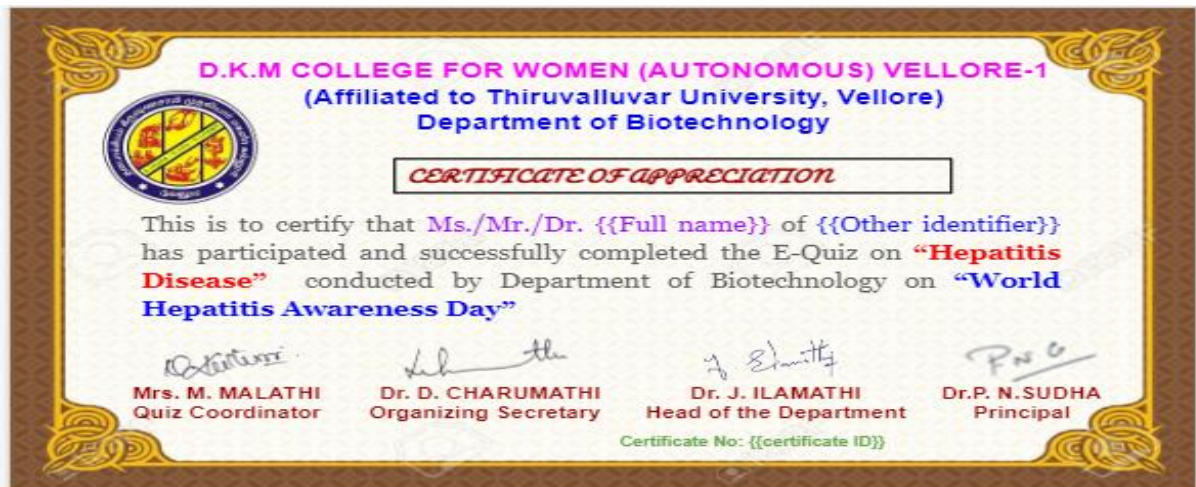 D.K.M COLLEGE FOR WOMEN (AUTONOMOUS) VELLORE-1
(Affiliated to Thiruvalluvar University, Vellore)
Department of Biotechnology
CERTIFICATE OF APPRECIATION
This is to certify that Ms./Mr./Dr. {{Full name}} of {{Other identifier}}
has participated and successfully completed the E-Quiz on “Hepatitis
Disease” conducted by Department of Biotechnology on “World
Hepatitis Awareness Day”
Mrs. M. MALATHI Dr. D. CHARUMATHI Dr. J. ILAMATHI Dr.P. N.SUDHA
Quiz Coordinator Organizing Secretary Head of the Department Principal
Certificate No: {{certificate ID}}